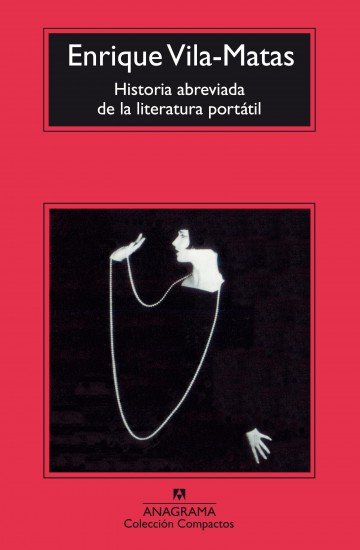 Enrique Vila-Matas
Historia abreviada
de la literatura portátil
ANAGRAMA
Colección Compactos